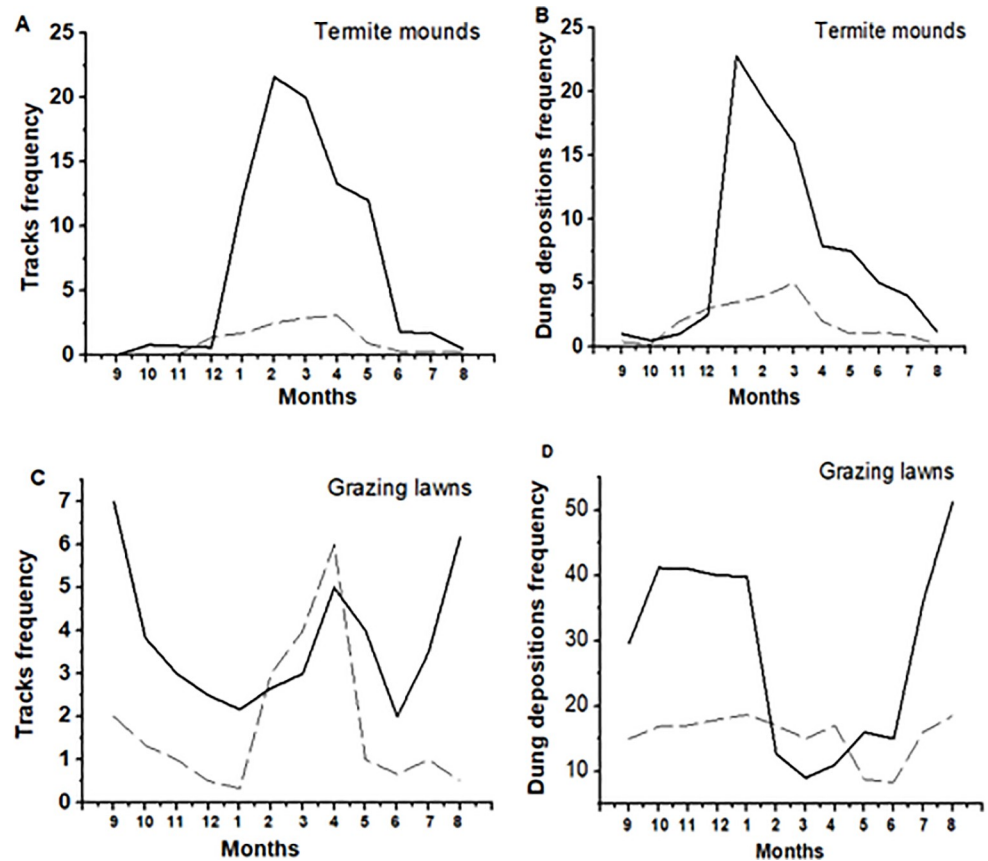 A
Termite mounds
Tracks frequency
25
20
15
10
5
0
9 10 11 12 1 2 3 4 5 6 7 8
Months
B
Termite mounds
Dung depositions frequency
25
20
15
10
5
0
9 10 11 12 1 2 3 4 5 6 7 8
Months
C
Grazing lawns
Tracks frequency
7
6
5
4
3
2
1
0
9 10 11 12 1 2 3 4 5 6 7 8
Months
D
Grazing lawns
Dung depositions frequency
50
40
30
20
10
9 10 11 12 1 2 3 4 5 6 7 8
Months